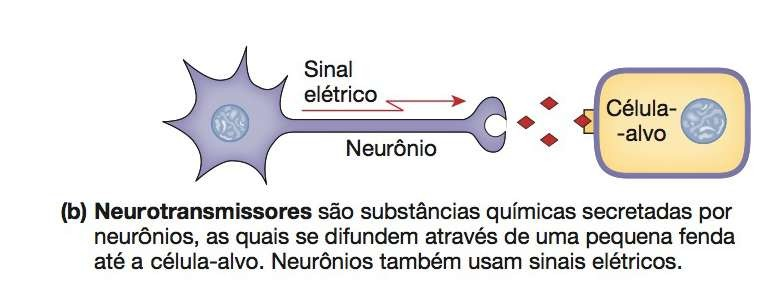 Sinal
elétrico
Neurônio
Célula-
-alvo
(b) Neurotransmissores são substâncias químicas secretadas por
neurônios, as quais se difundem através de uma pequena fenda
até a célula-alvo. Neurônios também usam sinais elétricos.